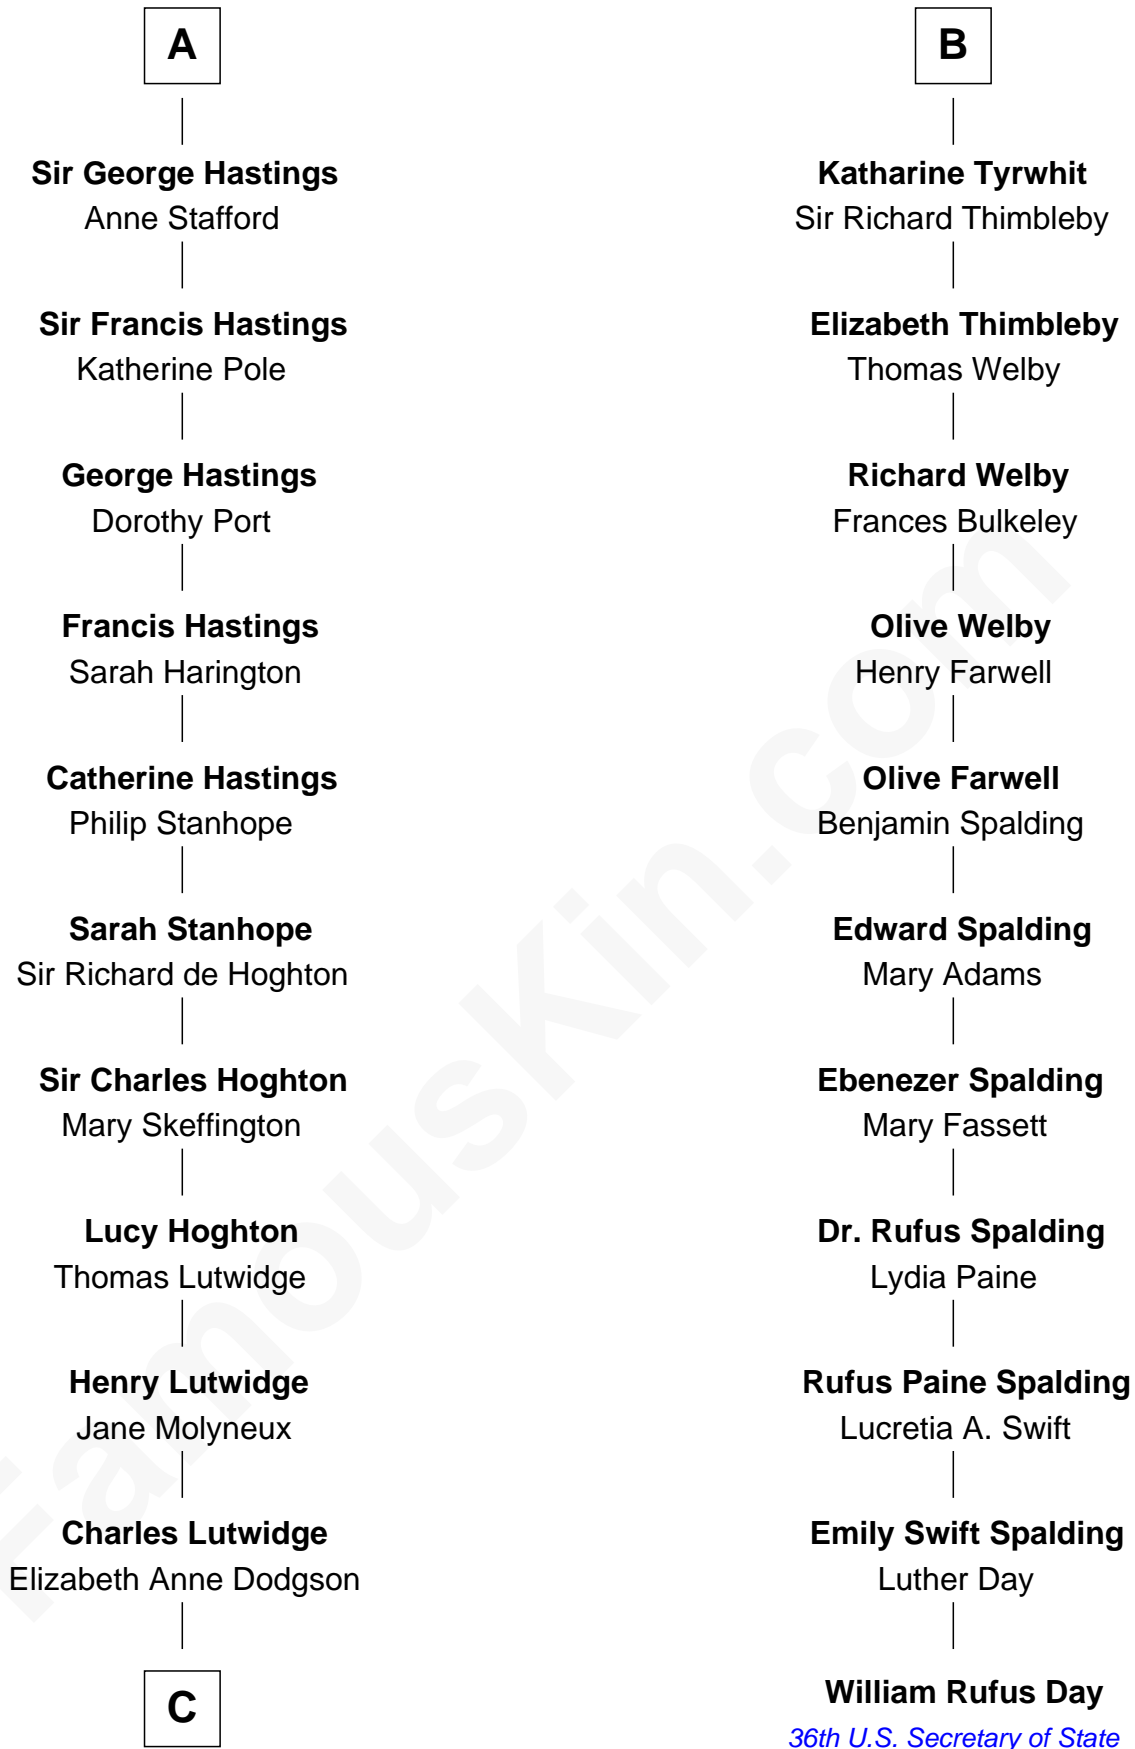 A
Sir George Hastings
Anne Stafford
Sir Francis Hastings
Katherine Pole
George Hastings
Dorothy Port
Francis Hastings
Sarah Harington
Catherine Hastings
Philip Stanhope
Sarah Stanhope
Sir Richard de Hoghton
Sir Charles Hoghton
Mary Skeffington
Lucy Hoghton
Thomas Lutwidge
Henry Lutwidge
Jane Molyneux
Charles Lutwidge
Elizabeth Anne Dodgson
C
B
Katharine Tyrwhit
Sir Richard Thimbleby
Elizabeth Thimbleby
Thomas Welby
Richard Welby
Frances Bulkeley
Olive Welby
Henry Farwell
Olive Farwell
Benjamin Spalding
Edward Spalding
Mary Adams
Ebenezer Spalding
Mary Fassett
Dr. Rufus Spalding
Lydia Paine
Rufus Paine Spalding
Lucretia A. Swift
Emily Swift Spalding
Luther Day
William Rufus Day
36th U.S. Secretary of State
FamousKin.com